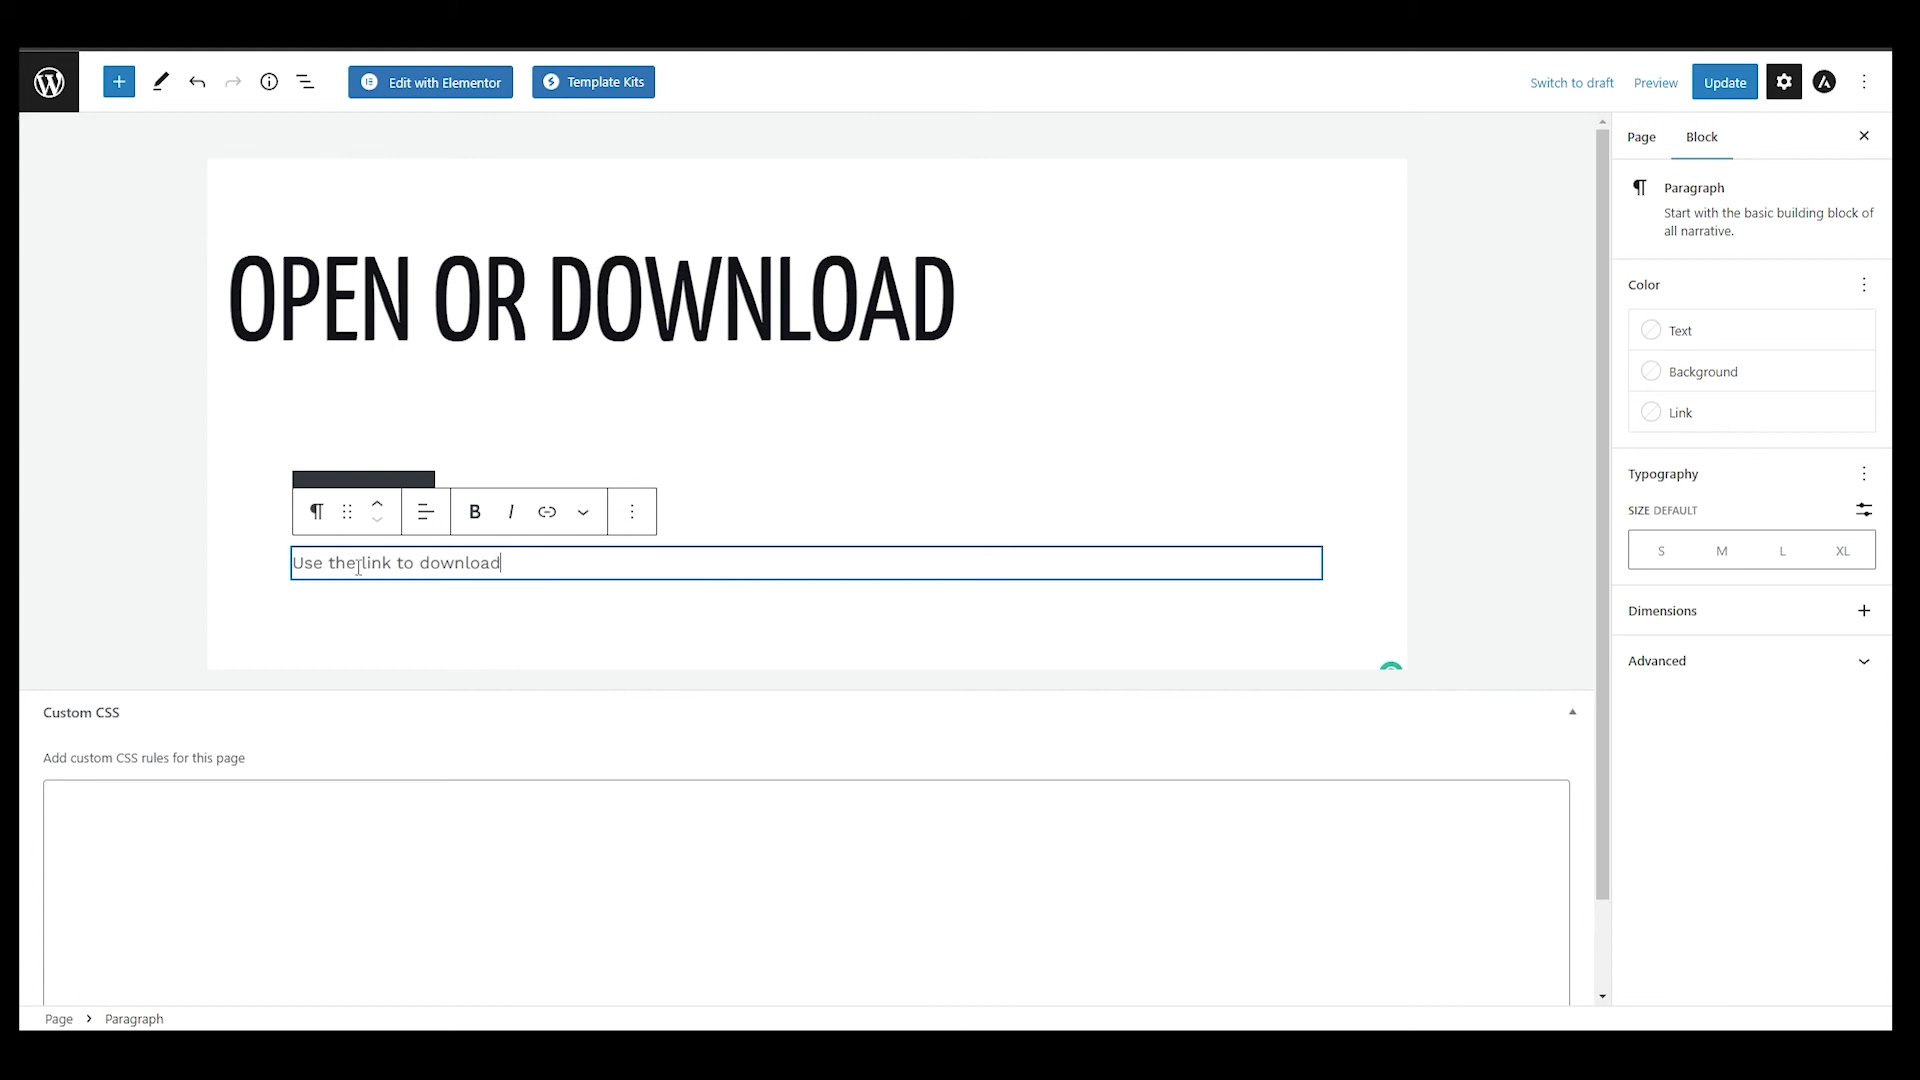 Edit with Elementor
Template Kits
Switch to draft
Preview
Update
Page
Block
Paragraph
Start with the basic building block of
all narrative.
OPEN OR DOWNLOAD
Color
Text
Background
Link
Typography
SIZE DEFAULT
S M L XL
B I
Use the link to download
Dimensions
Advanced
Custom CSS
Add custom CSS rules for this page
Page
Paragraph